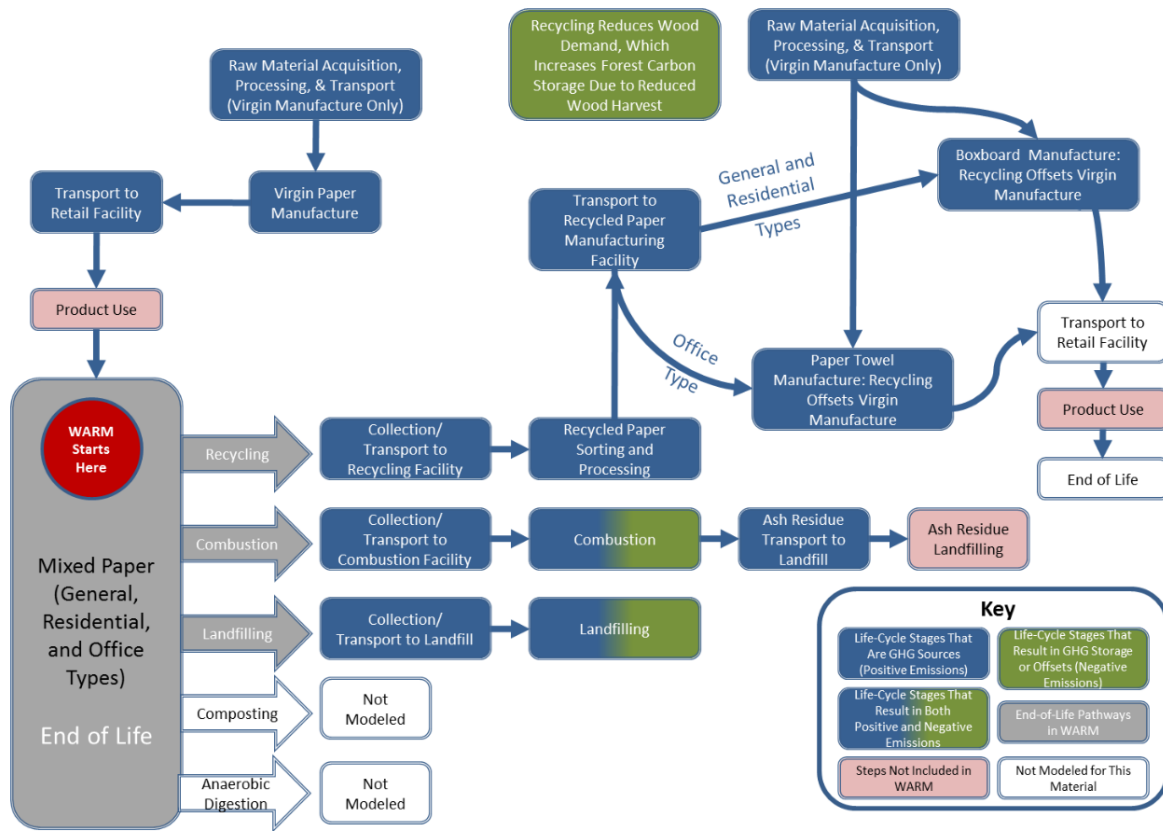 Raw Material Acquisition,
Processing, & Transport
(Virgin Manufacture Only)
Recycling Reduces Wood
Demand, Which
Increases Forest Carbon
Storage Due to Reduced
Wood Harvest
Raw Material Acquisition,
Processing, & Transport
(Virgin Manufacture Only)
Transport to
Retail Facility
Virgin Paper
Manufacture
Transport to
Recycled Paper
Manufacturing
Facility
General and
Residential
Types
Boxboard Manufacture:
Recycling Offsets Virgin
Manufacture
Product Use
Office
Type
Paper Towel
Manufacture: Recycling
Offsets Virgin
Manufacture
Transport to
Retail Facility
Product Use
End of Life
WARM
Starts
Here
Mixed Paper
(General,
Residential,
and Office
Types)
End of Life
Recycling
Collection/
Transport to
Recycling Facility
Recycled Paper
Sorting and
Processing
Combustion
Collection/
Transport to
Combustion Facility
Combustion
Ash Residue
Transport to
Landfill
Ash Residue
Landfilling
Landfilling
Collection/
Transport to Landfill
Landfilling
Composting
Not
Modeled
Anaerobic
Digestion
Not
Modeled
Key
Life-Cycle Stages That
Are GHG Sources
(Positive Emissions)
Life-Cycle Stages That
Result in GHG Storage
or Offsets (Negative
Emissions)
Life-Cycle Stages That
Result in Both
Positive and Negative
Emissions
End-of-Life Pathways
in WARM
Steps Not Included in
WARM
Not Modeled for This
Material